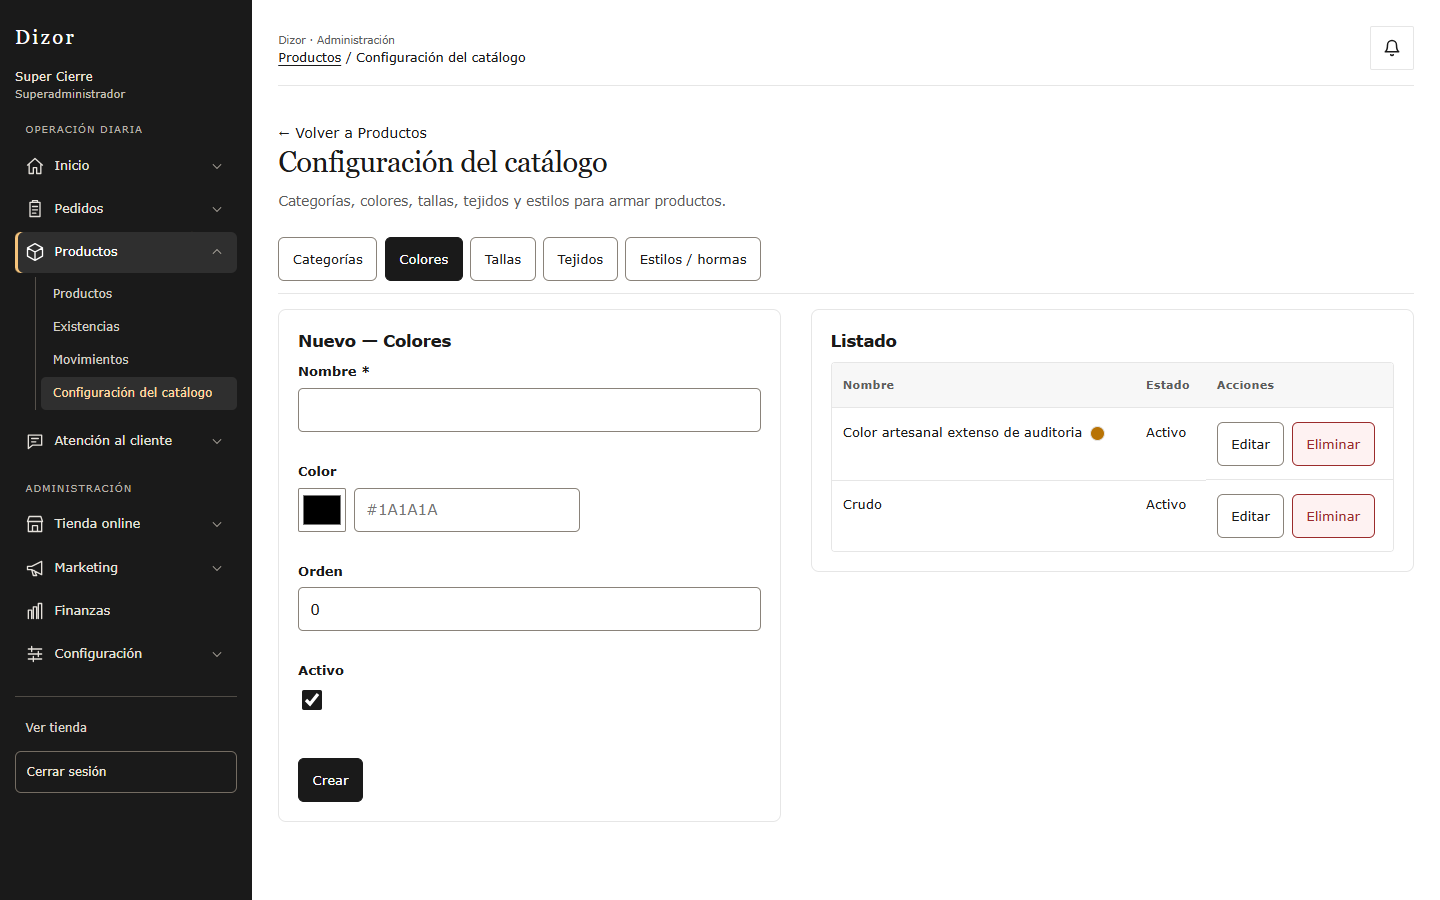 Dizor
Super Cierre
Superadministrador
OPERACIÓN DIARIA
Inicio
Pedidos
Productos
Productos
Existencias
Movimientos
Configuración del catálogo
Atención al cliente
ADMINISTRACIÓN
Tienda online
Marketing
Finanzas
Configuración
Ver tienda
Cerrar sesión
Dizor · Administración
Productos / Configuración del catálogo
← Volver a Productos
Configuración del catálogo
Categorías, colores, tallas, tejidos y estilos para armar productos.
Categorías Colores Tallas Tejidos Estilos / hormas
Nuevo — Colores
Nombre *
Color
#1A1A1A
Orden
0
Activo
Crear
Listado
Nombre Estado Acciones
Color artesanal extenso de auditoria Activo Editar Eliminar
Crudo Activo Editar Eliminar